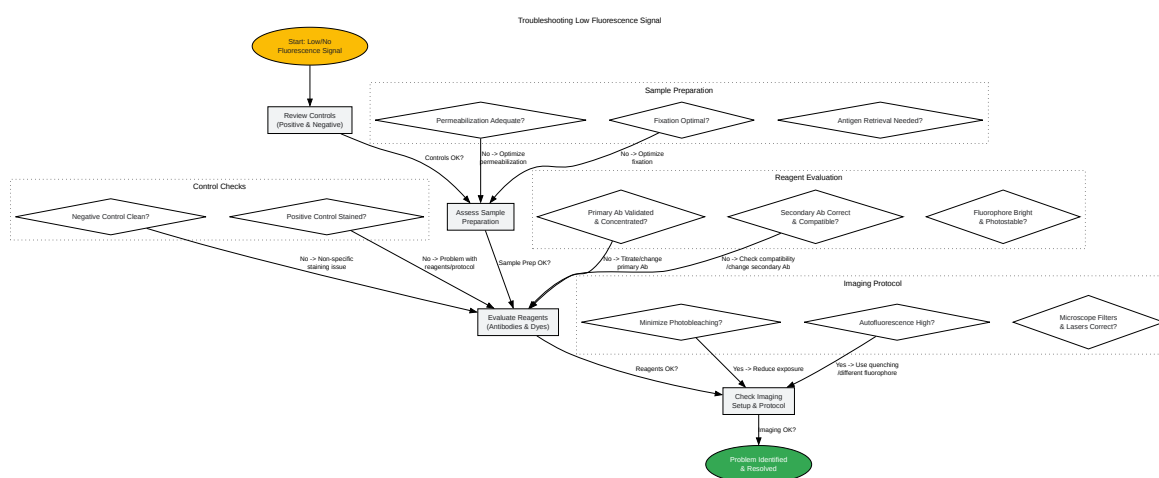 Troubleshooting Low Fluorescence Signal
Start: Low/No
Fluorescence Signal
Sample Preparation
Review Controls
(Positive & Negative)
Permeabilization Adequate?
Fixation Optimal?
Antigen Retrieval Needed?
Controls OK?
No -> Optimize
permeabilization
No -> Optimize
fixation
Control Checks
Reagent Evaluation
Negative Control Clean?
Positive Control Stained?
Assess Sample
Preparation
Primary Ab Validated
& Concentrated?
Secondary Ab Correct
& Compatible?
Fluorophore Bright
& Photostable?
No -> Non-specific
staining issue
No -> Problem with
reagents/protocol
Sample Prep OK?
No -> Titrate/change
primary Ab
No -> Check compatibility
/change secondary Ab
Imaging Protocol
Evaluate Reagents
(Antibodies & Dyes)
Minimize Photobleaching?
Autofluorescence High?
Microscope Filters
& Lasers Correct?
Reagents OK?
Yes -> Reduce exposure
Yes -> Use quenching
/different fluorophore
Check Imaging
Setup & Protocol
Imaging OK?
Problem Identified
& Resolved